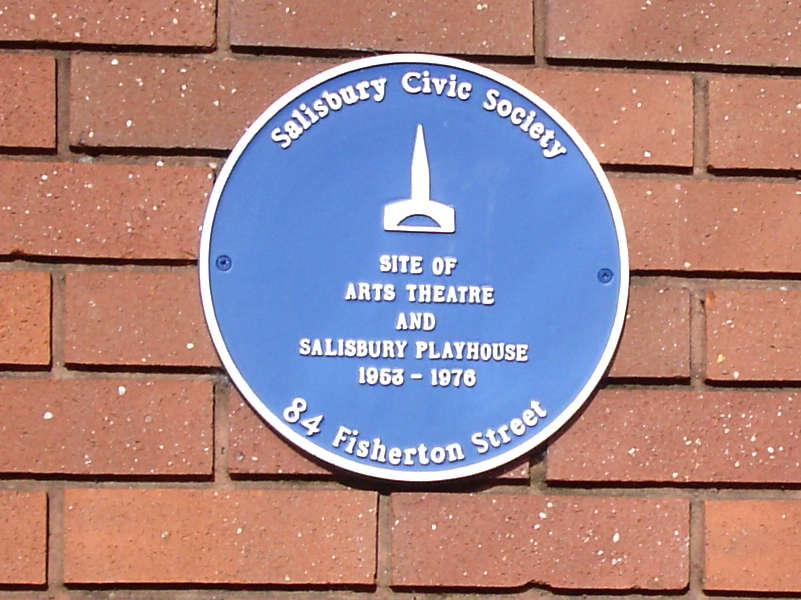 Salisbury Civic Society
SITE OF
ARTS THEATRE
AND
SALISBURY PLAYHOUSE
1953 - 1976
84 Fisherton Street